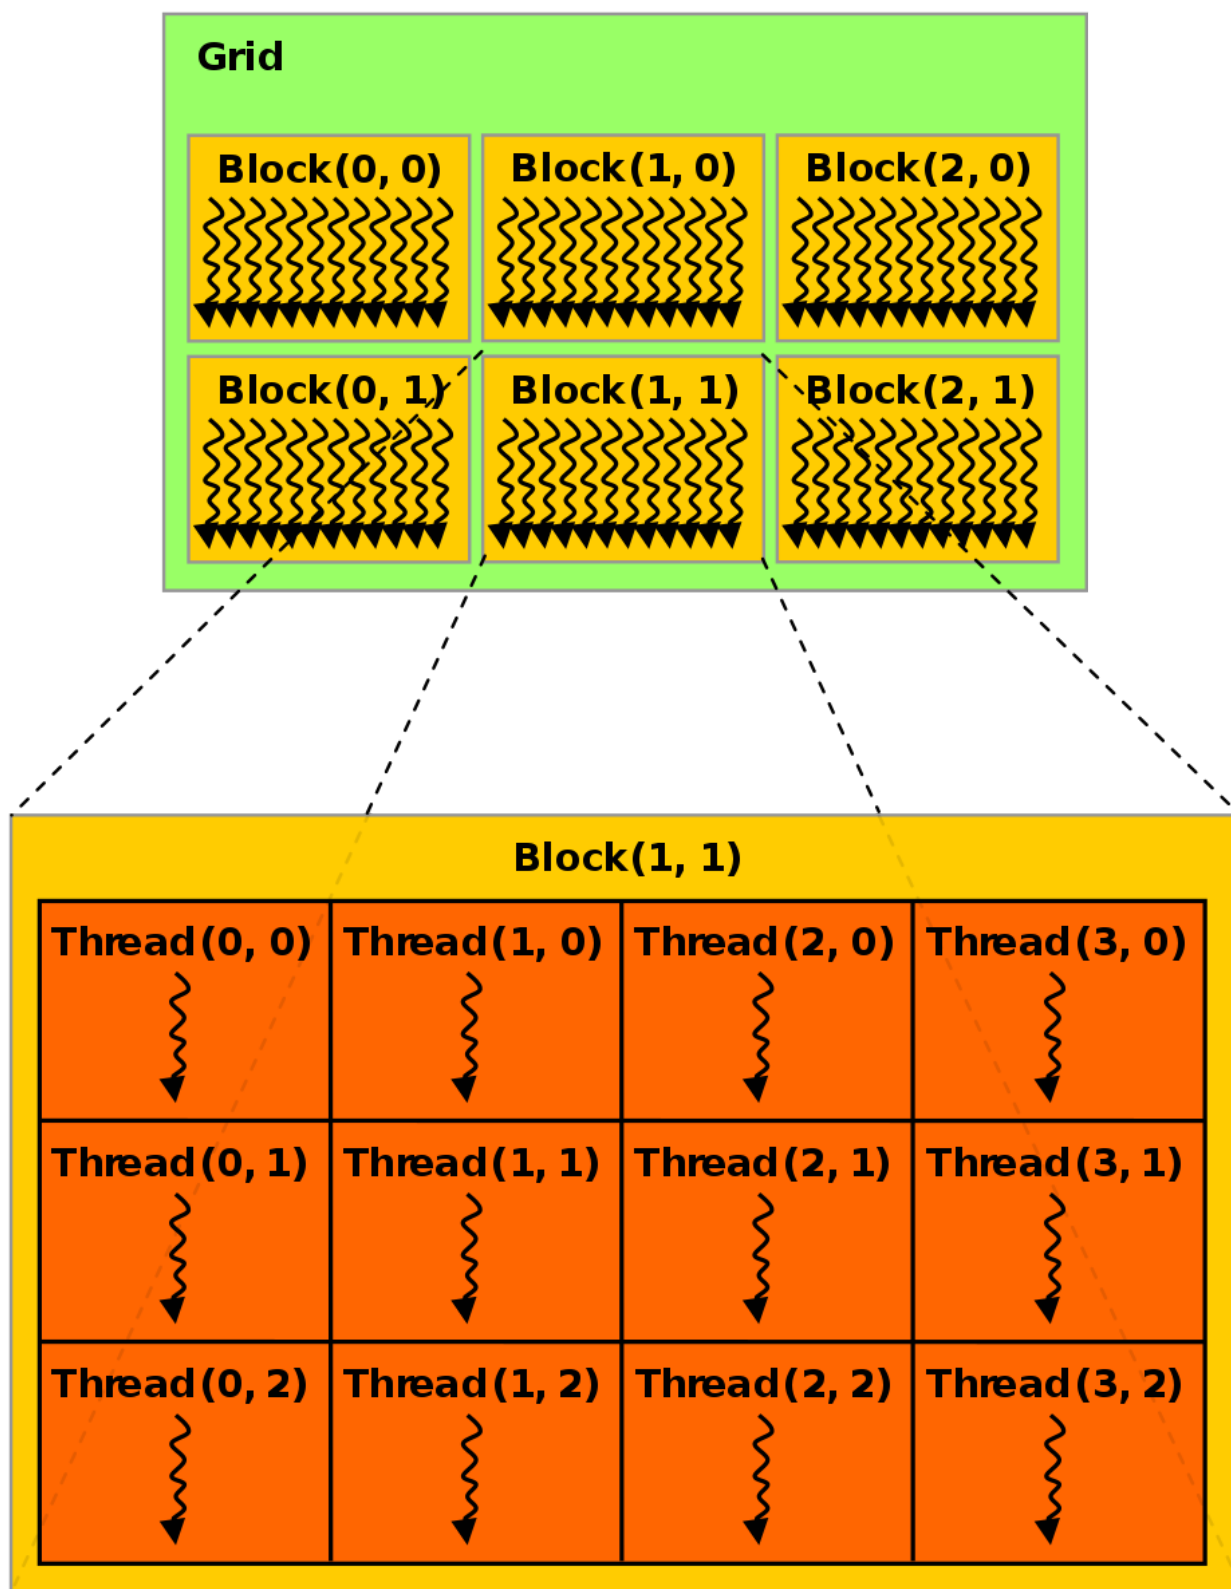 Grid
Block(0, 0) Block(1, 0) Block(2, 0)
Block(0, 1) Block(1, 1) Block(2, 1)
Block(1, 1)
Thread(0, 0) Thread(1, 0) Thread(2, 0) Thread(3, 0)
Thread(0, 1) Thread(1, 1) Thread(2, 1) Thread(3, 1)
Thread(0, 2) Thread(1, 2) Thread(2, 2) Thread(3, 2)